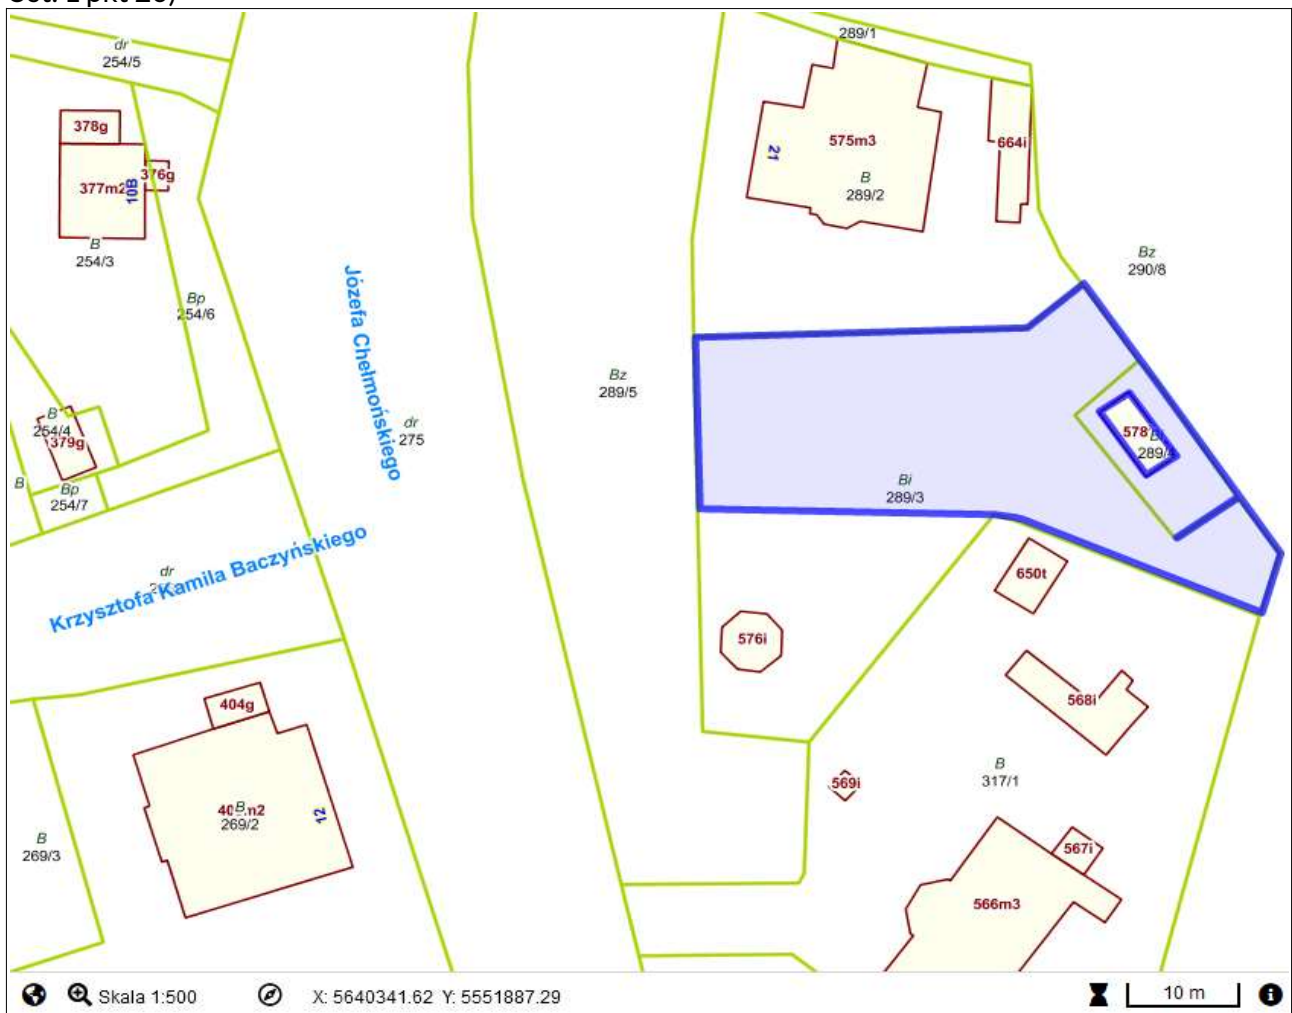 289/1
dr
254/5
378g
377m2
376g
10B
B
254/3
Bp
254/6
575m3
21
B
289/2
664i
Bz
290/8
Józefa Chełmońskiego
Bz
289/5
dr
275
B
254/4
379g
B
Bp
254/7
578
289/4
Bi
289/3
Krzysztofa Kamila Baczyńskiego
dr
650t
576i
568i
404g
569i
B
317/1
B
269/2
12
B
269/3
567i
566m3
Skala 1:500
X: 5640341.62 Y: 5551887.29
10 m